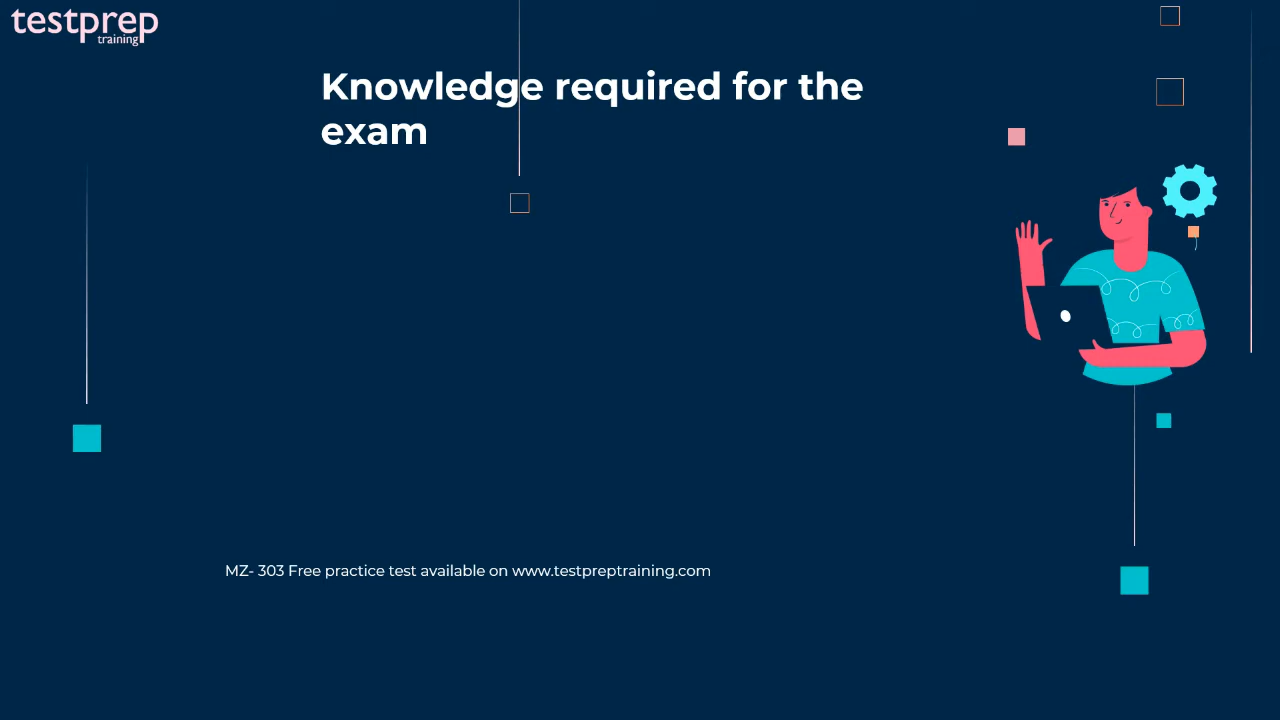 testprep
training
Knowledge required for the
exam
MZ- 303 Free practice test available on www.testpreptraining.com